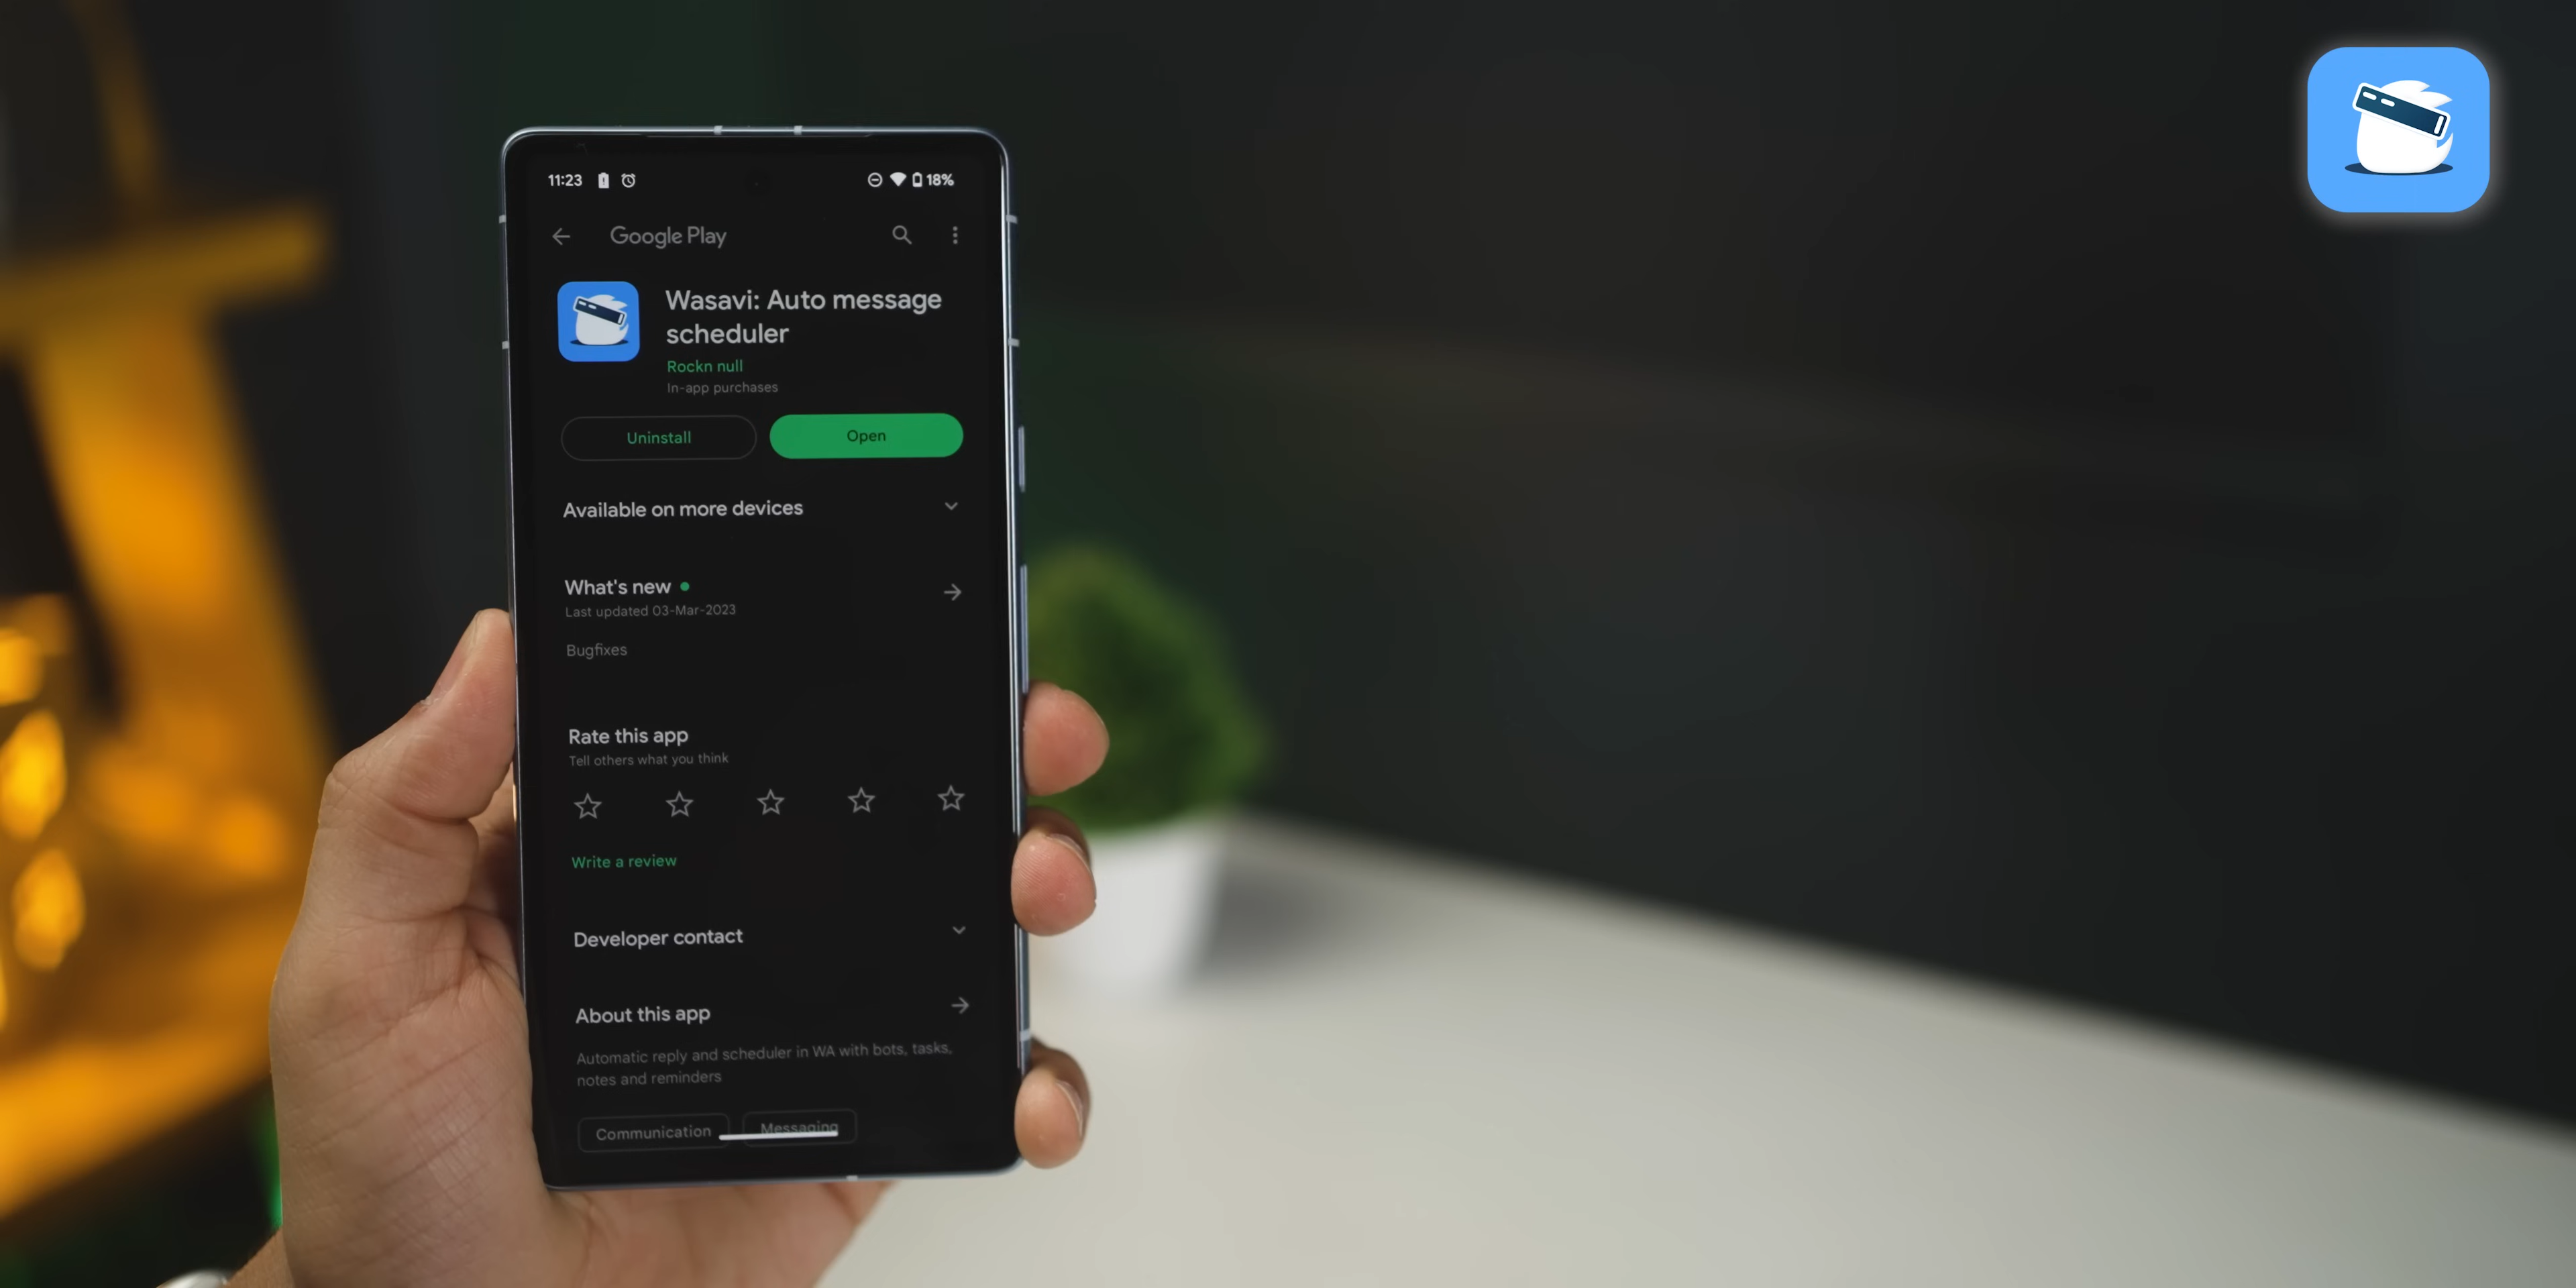 11:23
18%
Google Play
Wasavi: Auto message
scheduler
Rockn null
In-app purchases
Uninstall
Open
Available on more devices
What's new
Last updated 03-Mar-2023
Bugfixes
Rate this app
Tell others what you think
Write a review
Developer contact
About this app
Automatic reply and scheduler in WA with bots, tasks,
notes and reminders
Communication
Messaging